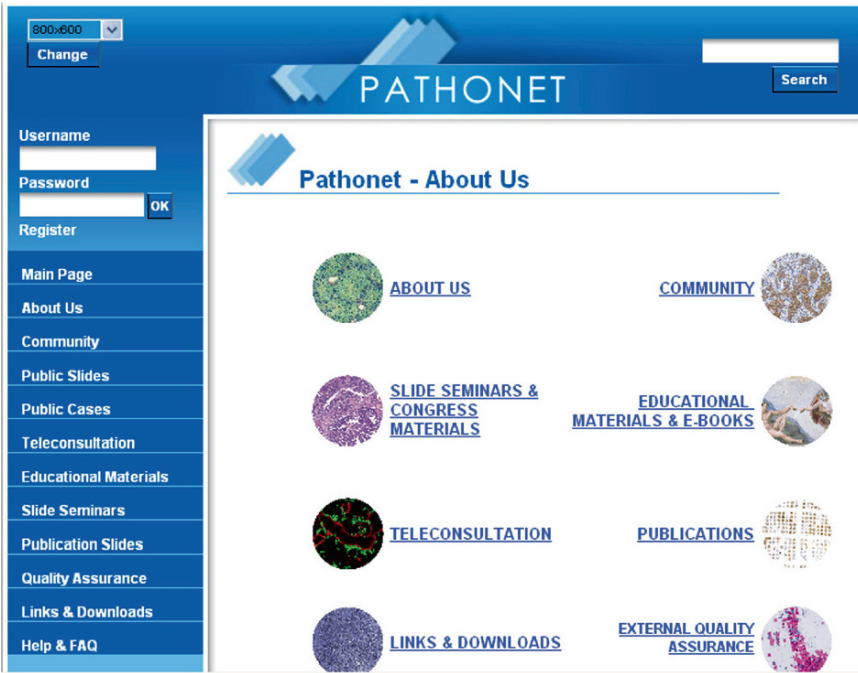 800x600
Change
PATHONET
Search
Username
Password
OK
Register
Main Page
About Us
Community
Public Slides
Public Cases
Teleconsultation
Educational Materials
Slide Seminars
Publication Slides
Quality Assurance
Links & Downloads
Help & FAQ
Pathonet - About Us
ABOUT US
COMMUNITY
SLIDE SEMINARS &
CONGRESS
MATERIALS
EDUCATIONAL
MATERIALS & E-BOOKS
TELECONSULTATION
PUBLICATIONS
LINKS & DOWNLOADS
EXTERNAL QUALITY
ASSURANCE